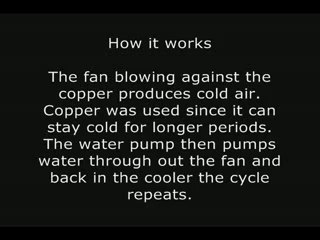 How it works
The fan blowing against the
copper produces cold air.
Copper was used since it can
stay cold for longer periods.
The water pump then pumps
water through out the fan and
back in the cooler the cycle
repeats.